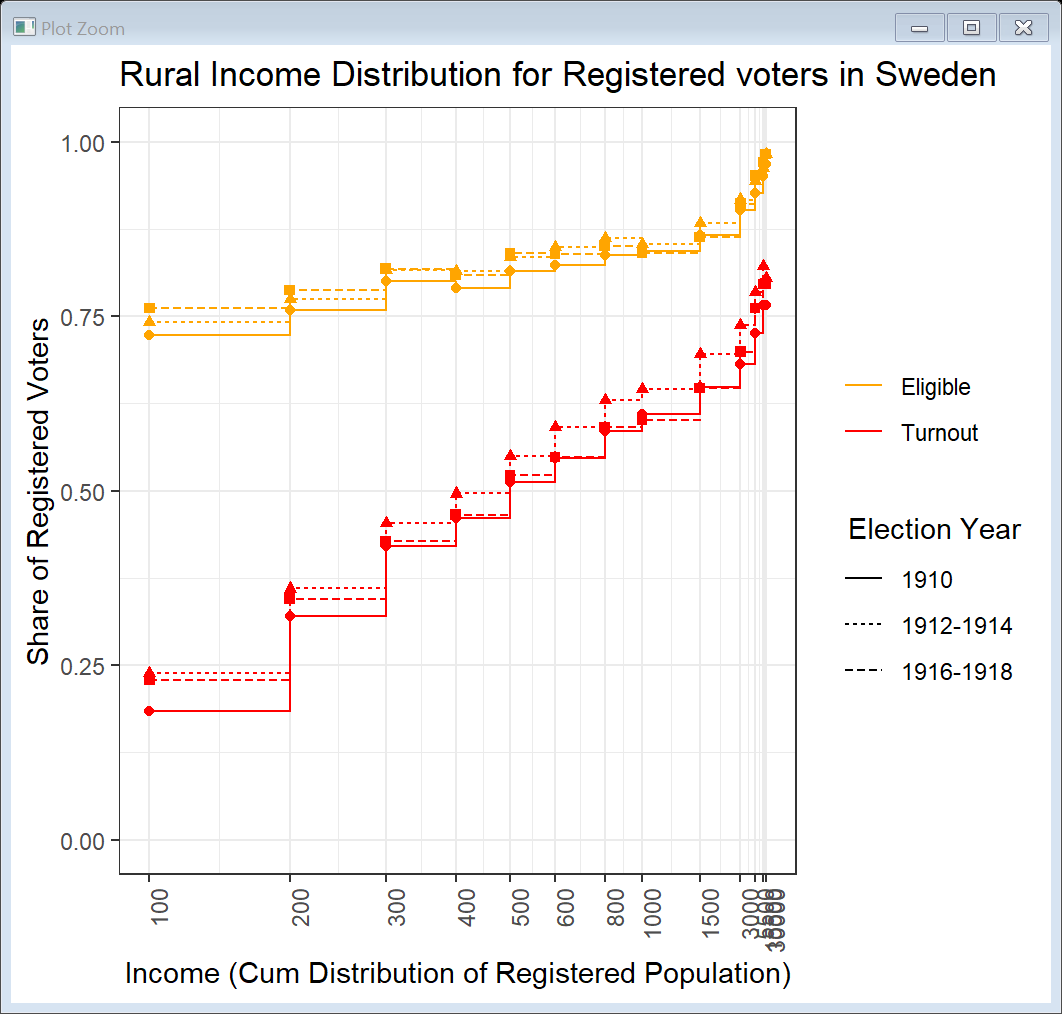 Plot Zoom
Rural Income Distribution for Registered voters in Sweden
1.00
0.75
0.50
0.25
0.00
Share of Registered Voters
100
200
300
400
500
600
800
1000
1500
3000
Income (Cum Distribution of Registered Population)
Eligible
Turnout
Election Year
1910
1912-1914
1916-1918